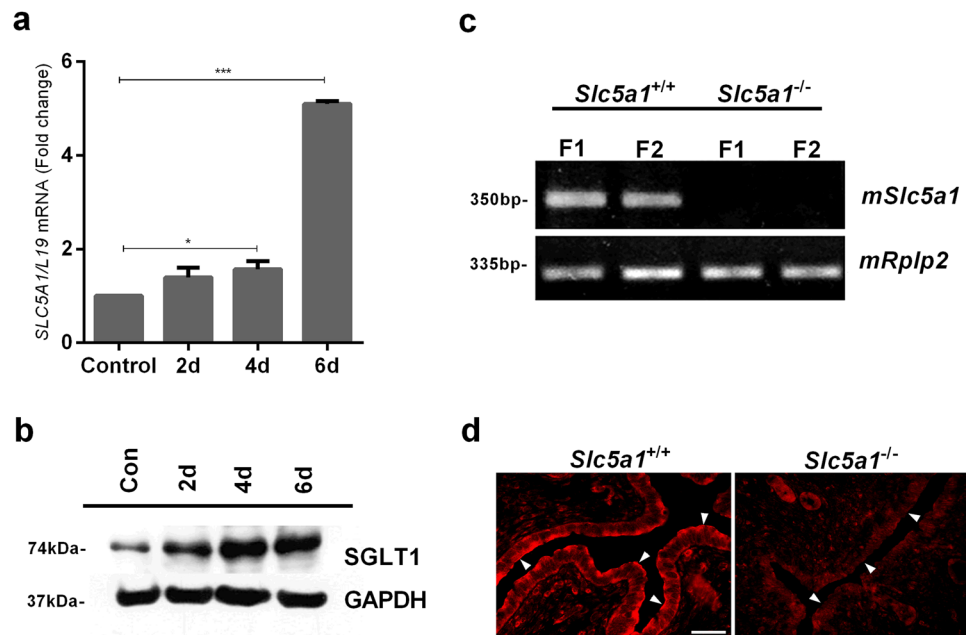 a
SLC5A1/L19 mRNA (Fold change)
6
4
2
0
***
*
Control 2d 4d 6d
b
Con 2d 4d 6d
74kDa- SGLT1
37kDa- GAPDH
c
Slc5a1+/+ Slc5a1-/-
F1 F2 F1 F2
350bp- mSlc5a1
335bp- mRplp2
d
Slc5a1+/+ Slc5a1-/-